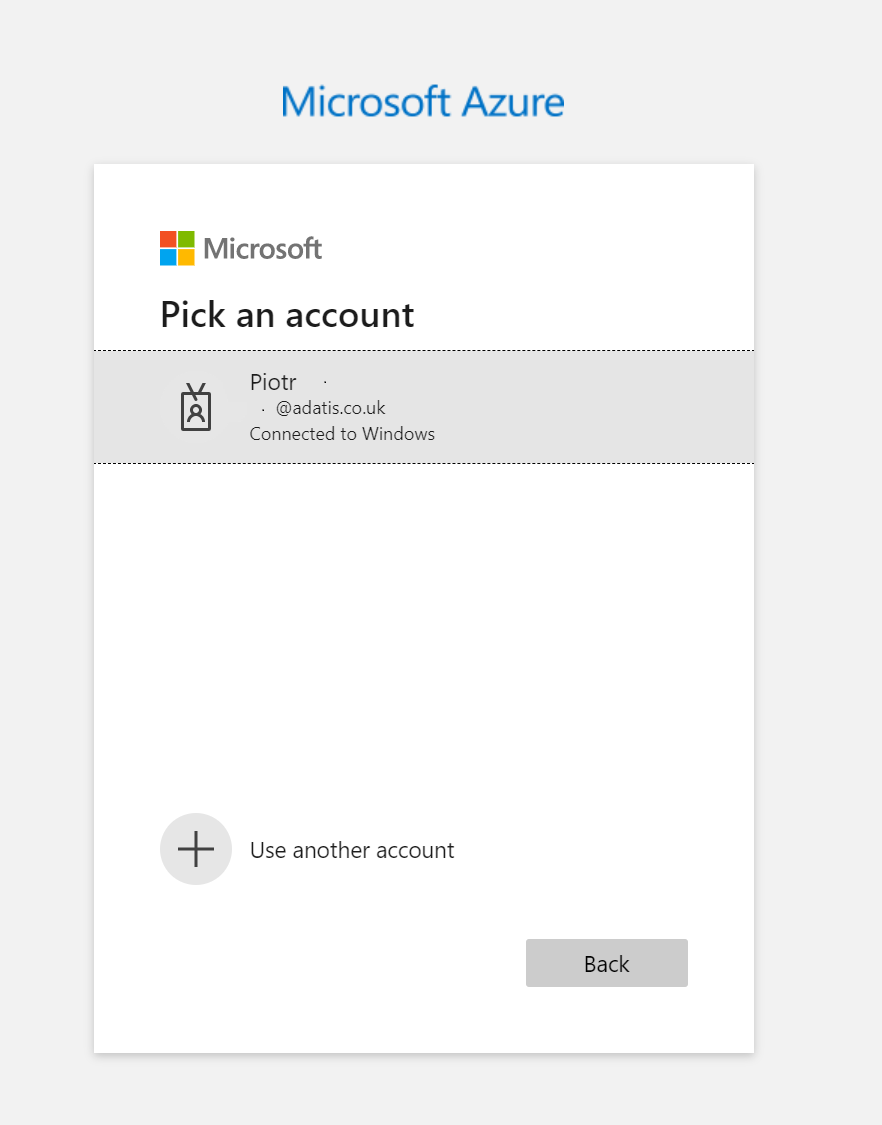 Microsoft Azure
Microsoft
Pick an account
Piotr
@adatis.co.uk
Connected to Windows
Use another account
Back